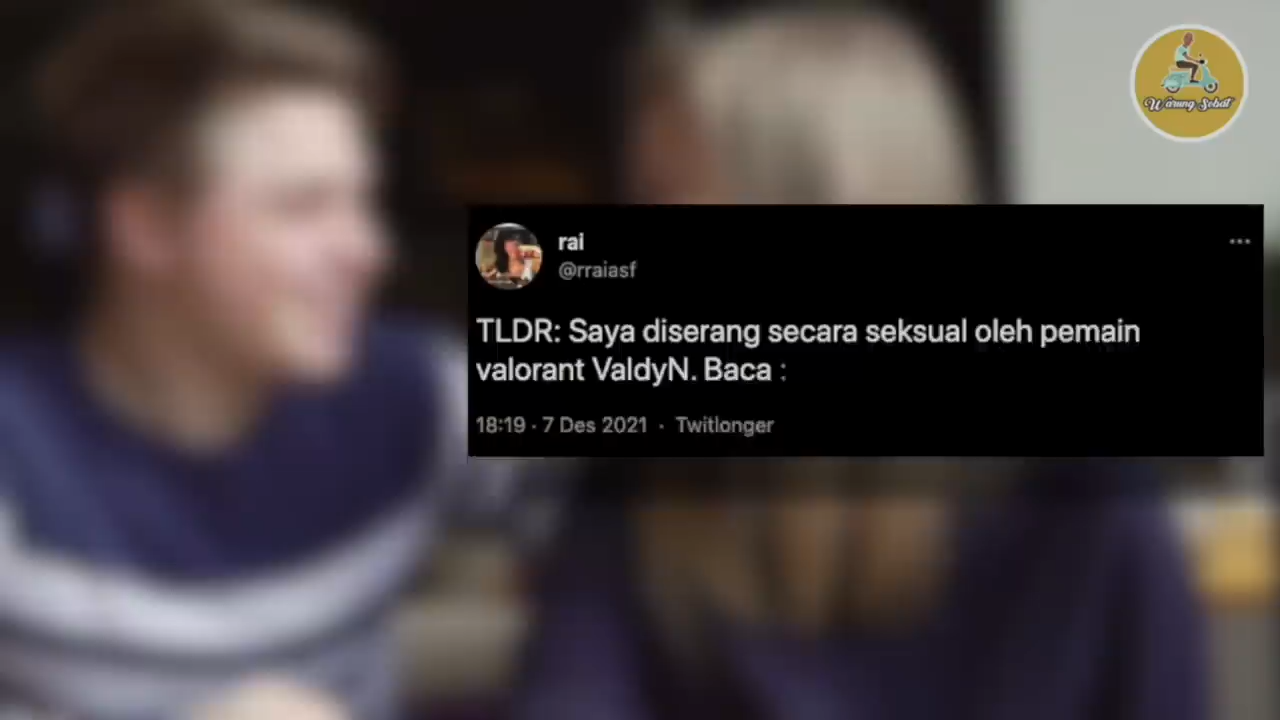 Warung Sobat
rai
@rraiasf
TLDR: Saya diserang secara seksual oleh pemain
valorant ValdyN. Baca :
18:19 · 7 Des 2021 · Twitlonger